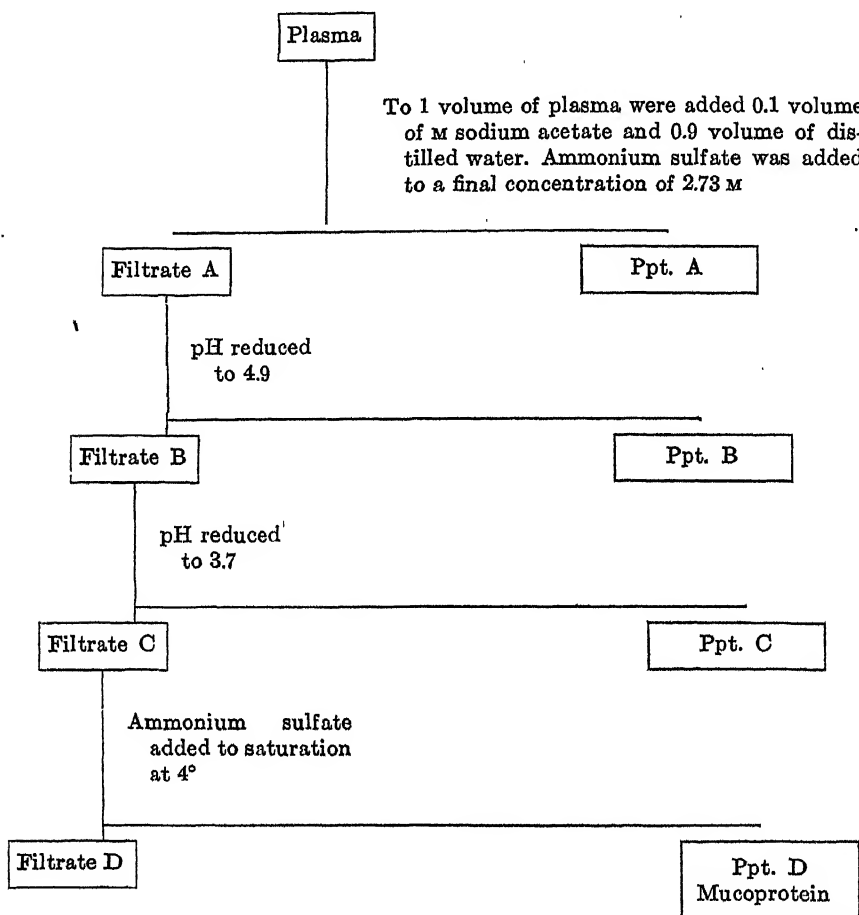 Plasma
To 1 volume of plasma were added 0.1 volume
of M sodium acetate and 0.9 volume of dis-
tilled water. Ammonium sulfate was added
to a final concentration of 2.73 M
Filtrate A
Ppt. A
pH reduced
to 4.9
Filtrate B
Ppt. B
pH reduced
to 3.7
Filtrate C
Ppt. C
Ammonium sulfate
added to saturation
at 4°
Filtrate D
Ppt. D
Mucoprotein